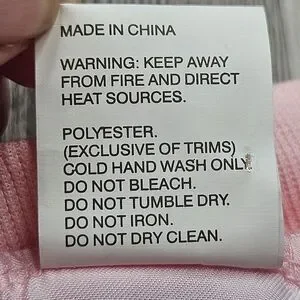 MADE IN CHINA
WARNING: KEEP AWAY
FROM FIRE AND DIRECT
HEAT SOURCES.
POLYESTER.
(EXCLUSIVE OF TRIMS)
COLD HAND WASH ONLY.
DO NOT BLEACH.
DO NOT TUMBLE DRY.
DO NOT IRON.
DO NOT DRY CLEAN.